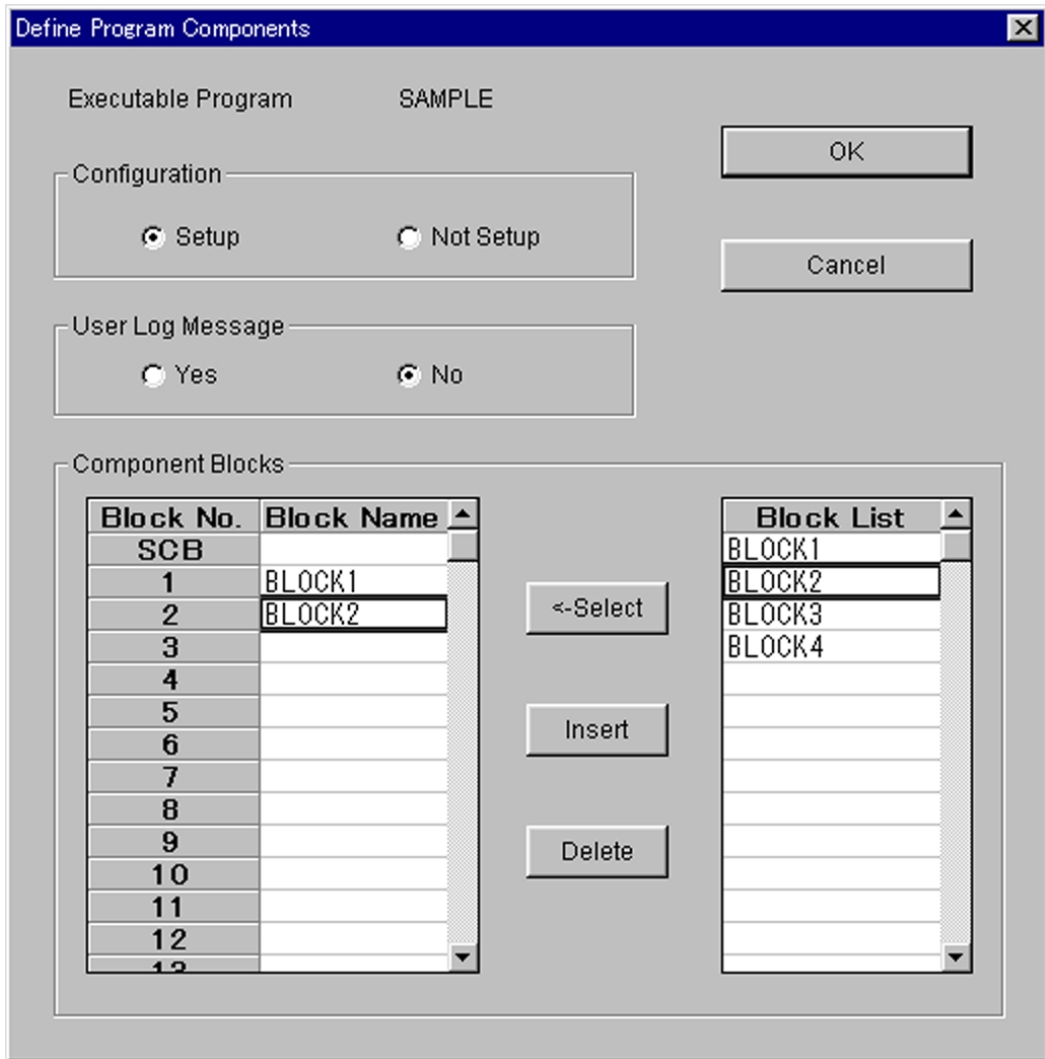 Define Program Components
Executable Program SAMPLE
OK
Configuration
Setup Not Setup
Cancel
User Log Message
Yes No
Component Blocks
Block No. Block Name Block List
SCB BLOCK1
1 BLOCK1 BLOCK2
2 BLOCK2 <-Select BLOCK3
3 BLOCK4
4
5
6 Insert
7
8
9 Delete
10
11
12
13